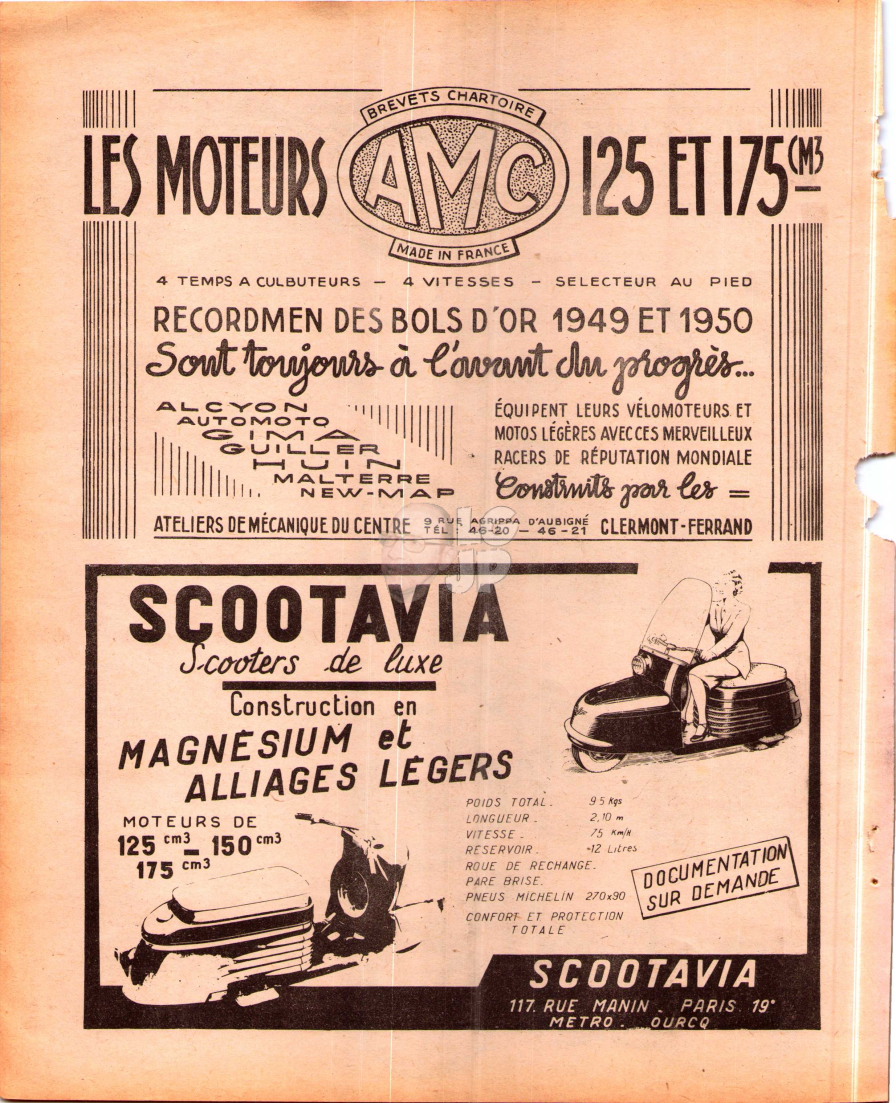 BREVETS CHARTOIRE
LES MOTEURS AMC 125 ET 175 CM3
MADE IN FRANCE
4 TEMPS A CULBUTEURS – 4 VITESSES – SELECTEUR AU PIED
RECORDMEN DES BOLS D'OR 1949 ET 1950
Sont toujours à l'avant du progrès...
ALCYON
AUTOMOTO
GIMA
GUILLER
HUIN
MALTERRE
NEW-MAP
ÉQUIPENT LEURS VÉLOMOTEURS ET
MOTOS LÉGÈRES AVEC CES MERVEILLEUX
RACERS DE RÉPUTATION MONDIALE
Construits par les =
ATELIERS DE MÉCANIQUE DU CENTRE 9 RUE AGRIPPA D'AUBIGNÉ CLERMONT-FERRAND
TÉL 46-20 – 46-21
LC
JP
SCOOTAVIA
Scooters de luxe
Construction en
MAGNÉSIUM et
ALLIAGES LÉGERS
MOTEURS DE
125 cm3 – 150 cm3
175 cm3
POIDS TOTAL. 95 Kgs
LONGUEUR. 2,10 m
VITESSE. 75 Km/H
RÉSERVOIR. 12 Litres
ROUE DE RECHANGE.
PARE BRISE.
PNEUS MICHELIN 270x90
CONFORT ET PROTECTION
TOTALE
DOCUMENTATION
SUR DEMANDE
SCOOTAVIA
117. RUE MANIN. PARIS 19°
METRO. OURCQ